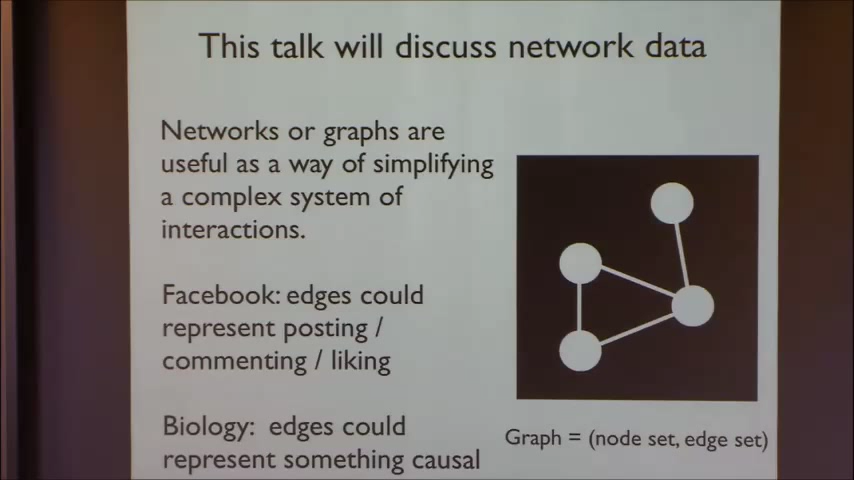 This talk will discuss network data
Networks or graphs are
useful as a way of simplifying
a complex system of
interactions.
Facebook: edges could
represent posting /
commenting / liking
Biology: edges could
represent something causal
Graph = (node set, edge set)